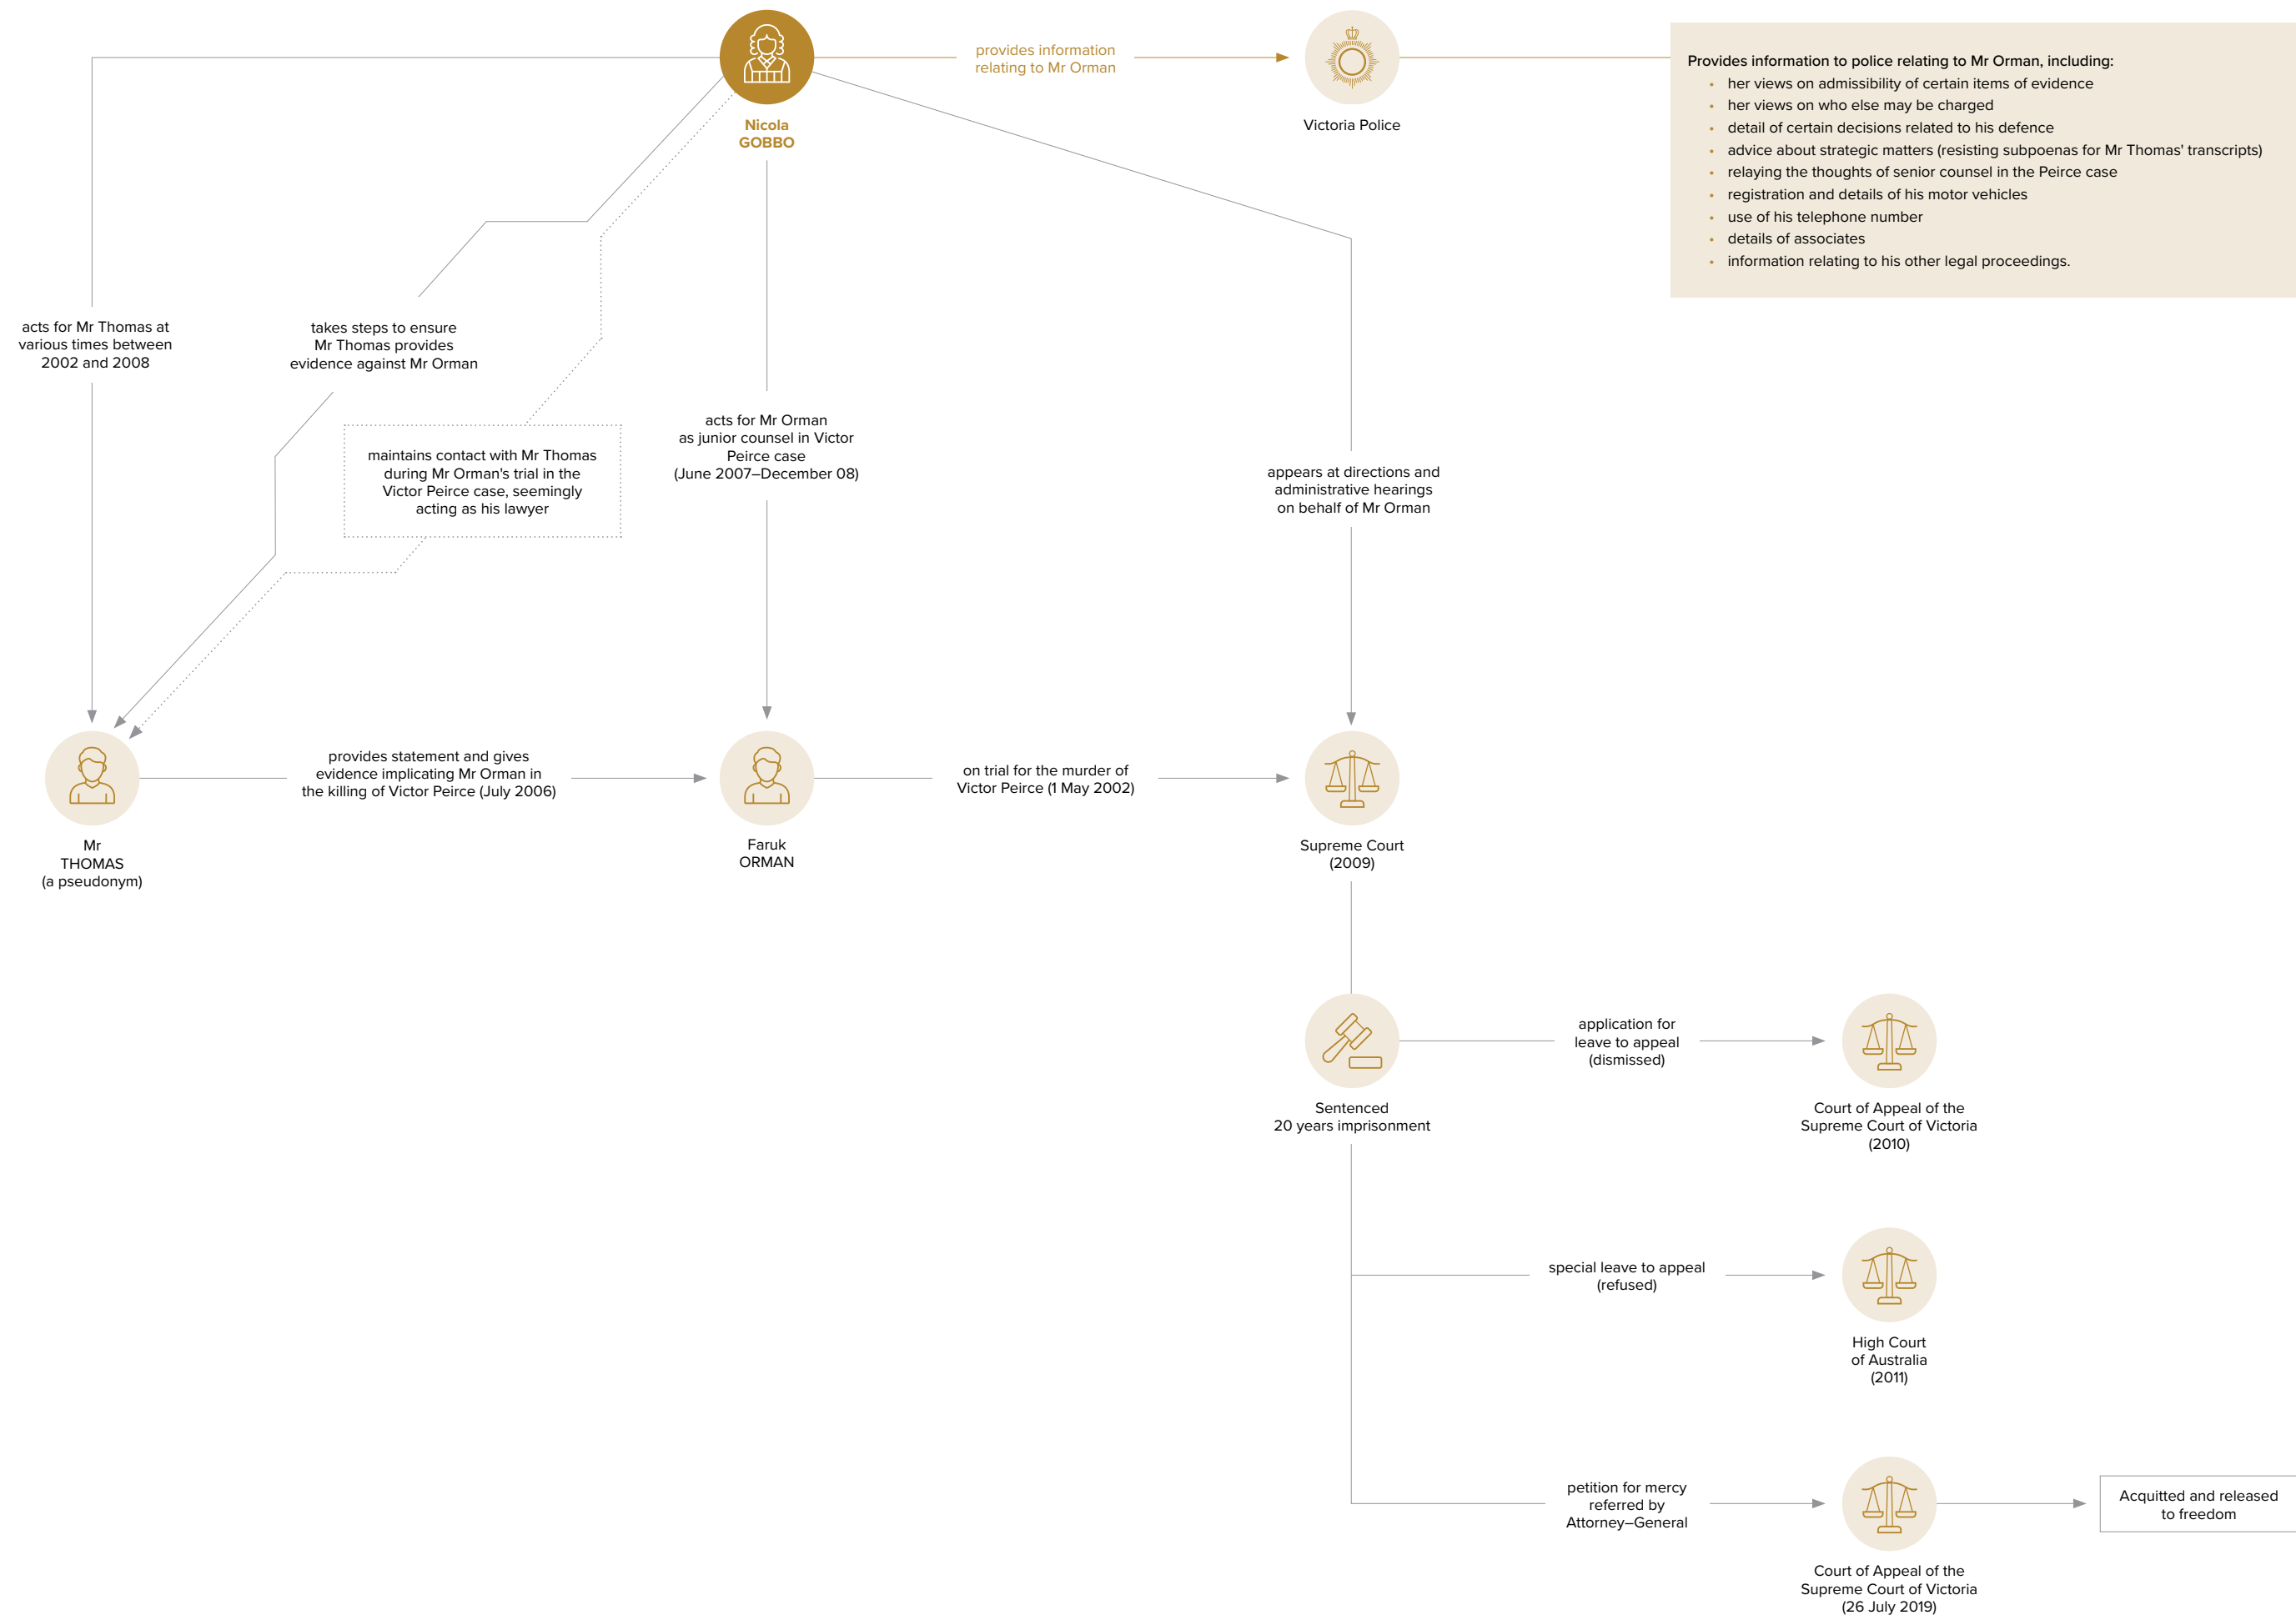 provides information
relating to Mr Orman
Nicola
GOBBO
Victoria Police
Provides information to police relating to Mr Orman, including:
• her views on admissibility of certain items of evidence
• her views on who else may be charged
• detail of certain decisions related to his defence
• advice about strategic matters (resisting subpoenas for Mr Thomas' transcripts)
• relaying the thoughts of senior counsel in the Peirce case
• registration and details of his motor vehicles
• use of his telephone number
• details of associates
• information relating to his other legal proceedings.
acts for Mr Thomas at
various times between
2002 and 2008
takes steps to ensure
Mr Thomas provides
evidence against Mr Orman
maintains contact with Mr Thomas
during Mr Orman's trial in the
Victor Peirce case, seemingly
acting as his lawyer
acts for Mr Orman
as junior counsel in Victor
Peirce case
(June 2007–December 08)
appears at directions and
administrative hearings
on behalf of Mr Orman
Mr
THOMAS
(a pseudonym)
provides statement and gives
evidence implicating Mr Orman in
the killing of Victor Peirce (July 2006)
Faruk
ORMAN
on trial for the murder of
Victor Peirce (1 May 2002)
Supreme Court
(2009)
Sentenced
20 years imprisonment
application for
leave to appeal
(dismissed)
Court of Appeal of the
Supreme Court of Victoria
(2010)
special leave to appeal
(refused)
High Court
of Australia
(2011)
petition for mercy
referred by
Attorney–General
Court of Appeal of the
Supreme Court of Victoria
(26 July 2019)
Acquitted and released
to freedom